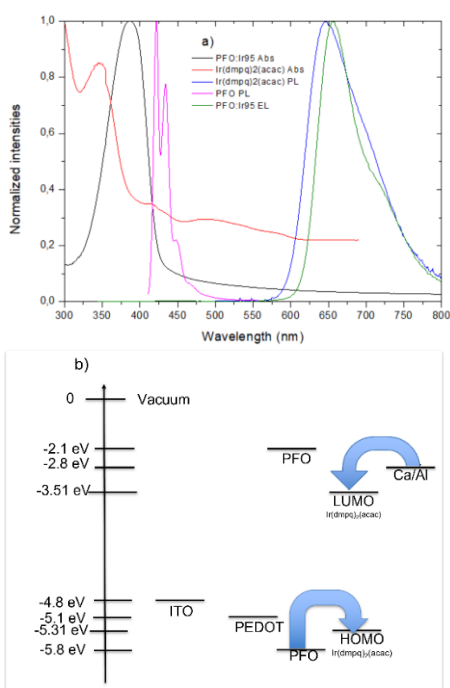 a)
PFO:Ir95 Abs
Ir(dmpq)2(acac) Abs
Ir(dmpq)2(acac) PL
PFO PL
PFO:Ir95 EL
Normalized intensities
1,0
0,8
0,6
0,4
0,2
0,0
300 350 400 450 500 550 600 650 700 750 800
Wavelength (nm)
b)
0 Vacuum
-2.1 eV
PFO
-2.8 eV
Ca/Al
-3.51 eV
LUMO
Ir(dmpq)₂(acac)
-4.8 eV
ITO
-5.1 eV
PEDOT
-5.31 eV
HOMO
Ir(dmpq)₂(acac)
-5.8 eV
PFO